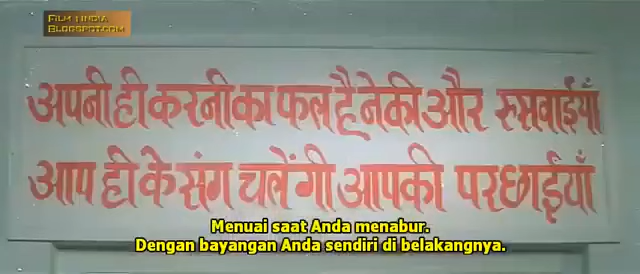 FILM 1INDIA
BLOGSPOT.COM
अपनी ही करनी का फल है नेकी और रुसवाईयाँ
आप ही के संग चलेंगी आपकी परछाईयाँ
Menuai saat Anda menabur.
Dengan bayangan Anda sendiri di belakangnya.